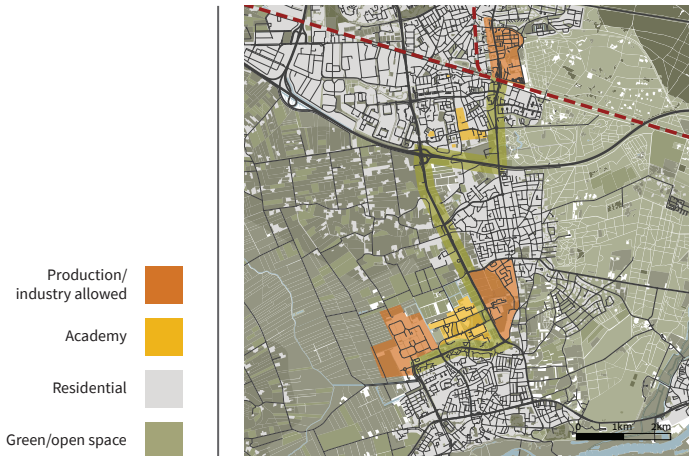 Production/
industry allowed
Academy
Residential
Green/open space
0 1km 2km